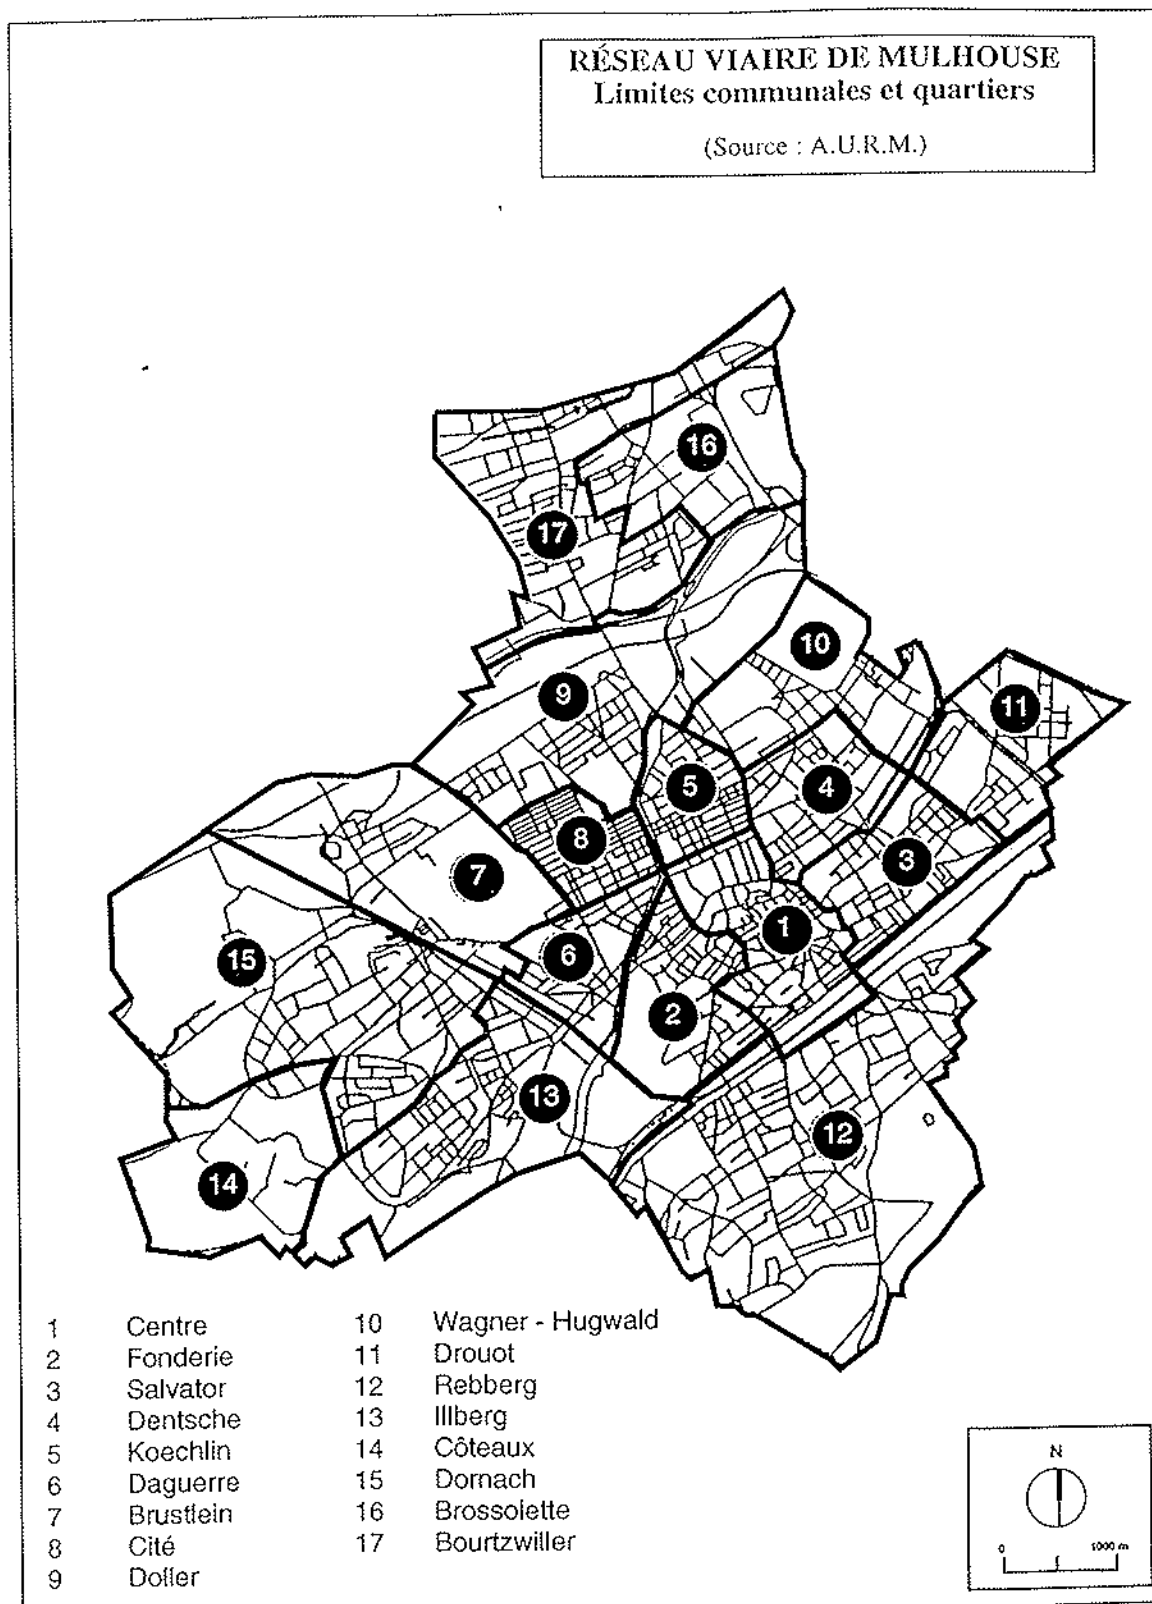 RÉSEAU VIAIRE DE MULHOUSE
Limites communales et quartiers
(Source : A.U.R.M.)
16
17
10
9
11
5
4
8
3
7
1
6
15
2
13
12
14
1 Centre
2 Fonderie
3 Salvator
4 Dentsche
5 Koechlin
6 Daguerre
7 Brustlein
8 Cité
9 Doller
10 Wagner - Hugwald
11 Drouot
12 Rebberg
13 Illberg
14 Côteaux
15 Dornach
16 Brossolette
17 Bourtzwiller
N
0 1000 m